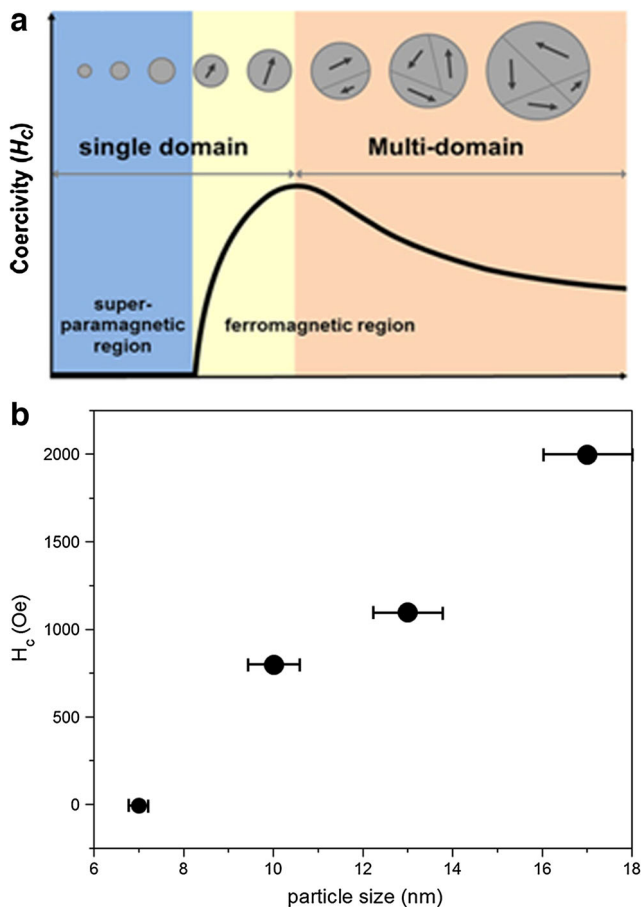 a
Coercivity (Hc)
single domain
Multi-domain
super-
paramagnetic
region
ferromagnetic region
b
Hc (Oe)
2000
1500
1000
500
0
6 8 10 12 14 16 18
particle size (nm)